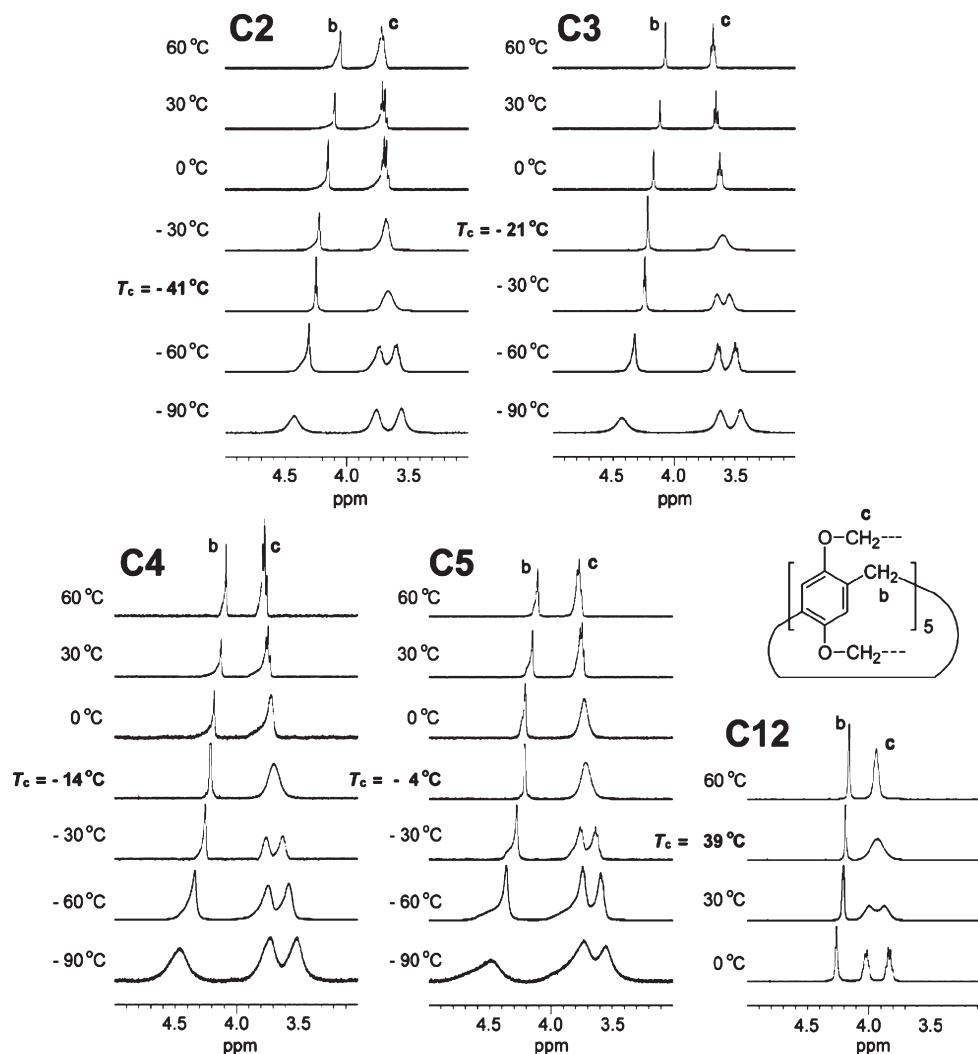 C2
b
c
60 °C
30 °C
0 °C
- 30 °C
Tc = - 41 °C
- 60 °C
- 90 °C
4.5 4.0 3.5
ppm
C3
b
c
60 °C
30 °C
0 °C
Tc = - 21 °C
- 30 °C
- 60 °C
- 90 °C
4.5 4.0 3.5
ppm
C4
b
c
60 °C
30 °C
0 °C
Tc = - 14 °C
- 30 °C
- 60 °C
- 90 °C
4.5 4.0 3.5
ppm
C5
b
c
60 °C
30 °C
0 °C
Tc = - 4 °C
- 30 °C
- 60 °C
- 90 °C
4.5 4.0 3.5
ppm
c
O—CH2---
CH2
b
5
O—CH2---
C12
b
c
60 °C
Tc = 39 °C
30 °C
0 °C
4.5 4.0 3.5
ppm